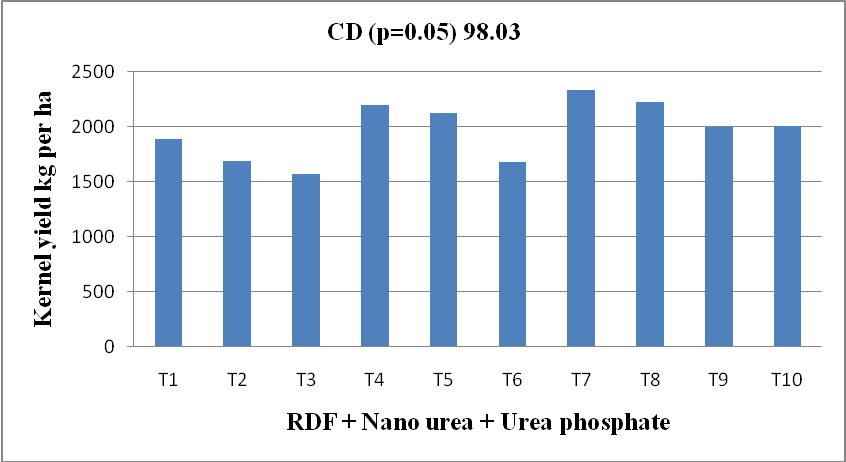 CD (p=0.05) 98.03
Kernel yield kg per ha
2500
2000
1500
1000
500
0
T1 T2 T3 T4 T5 T6 T7 T8 T9 T10
RDF + Nano urea + Urea phosphate